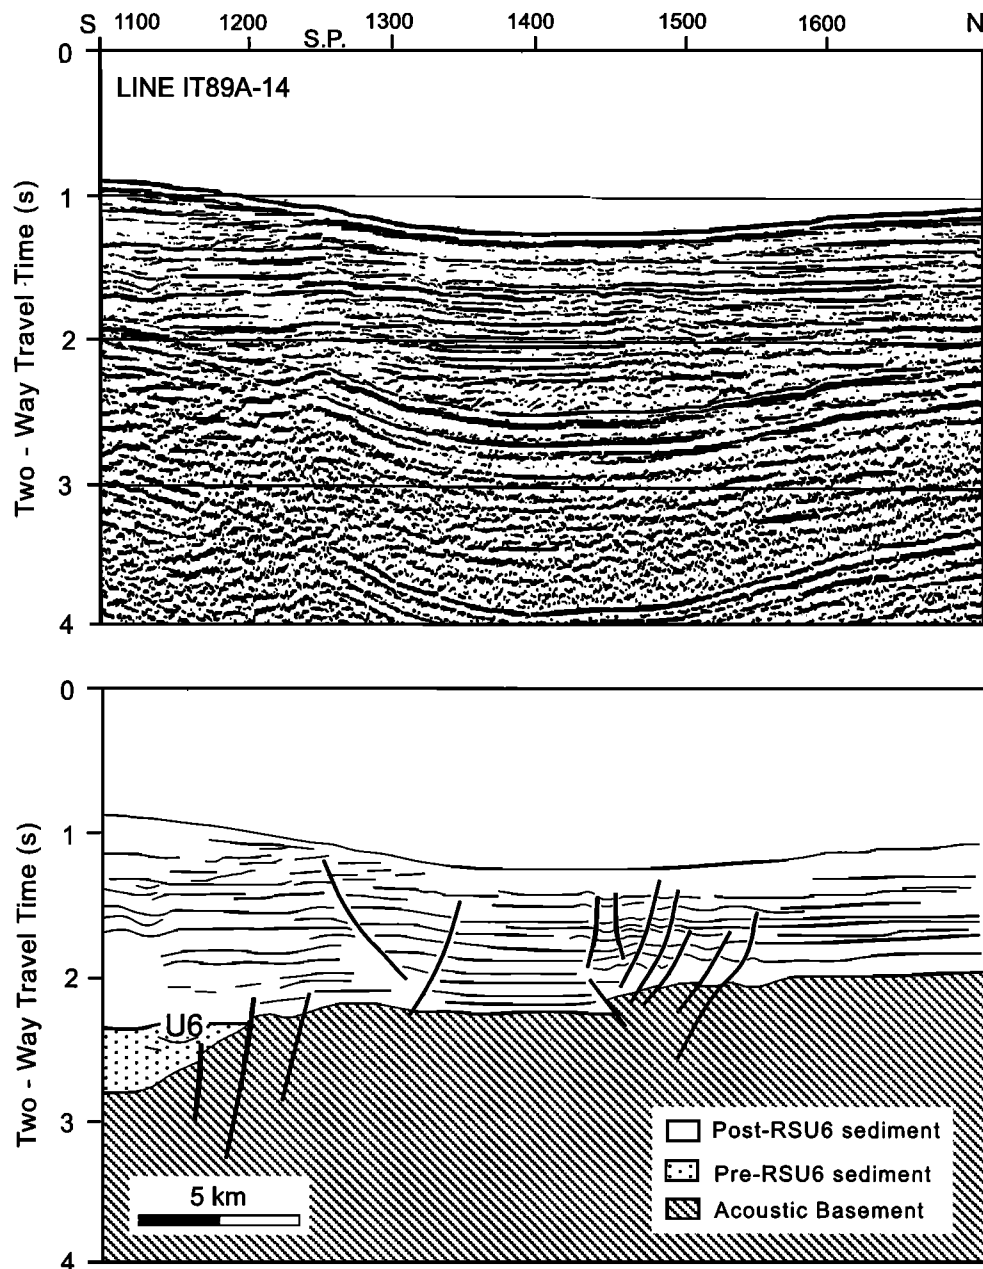 S 1100 1200 1300 1400 1500 1600 N
S.P.
0
LINE IT89A-14
1
2
3
4
Two - Way Travel Time (s)
0
1
2
3
4
Two - Way Travel Time (s)
U6
5 km
Post-RSU6 sediment
Pre-RSU6 sediment
Acoustic Basement